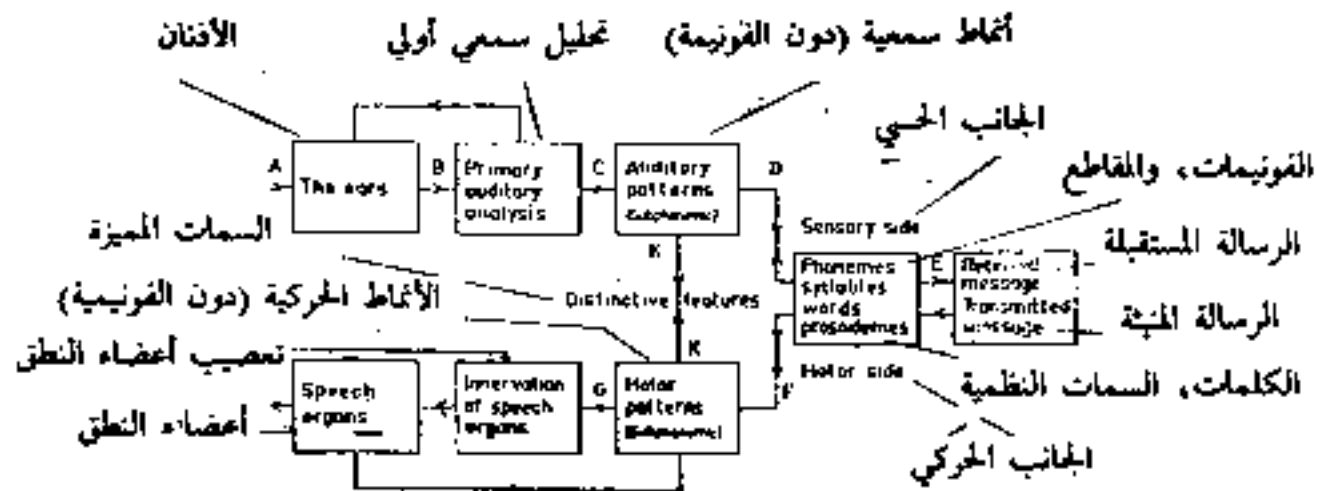 الأذنان
تحليل سمعي أولي
أنماط سمعية (دون الفونيمة)
الجانب الحسي
الفونيمات، والمقاطع
الرسالة المستقبلة
الرسالة المنبثة
الكلمات، السمات النظمية
الجانب الحركي
السمات المميزة
الأنماط الحركية (دون الفونيمية)
تعصيب أعضاء النطق
أعضاء النطق
A
The ears
B
Primary
auditory
analysis
C
Auditory
patterns
D
Sensory side
K
Distinctive features
K
Phonemes
syllables
words
prosodemes
E
message
Transmitted
message
Motor side
F
Motor
patterns
G
Innervation
of speech
organs
Speech
organs